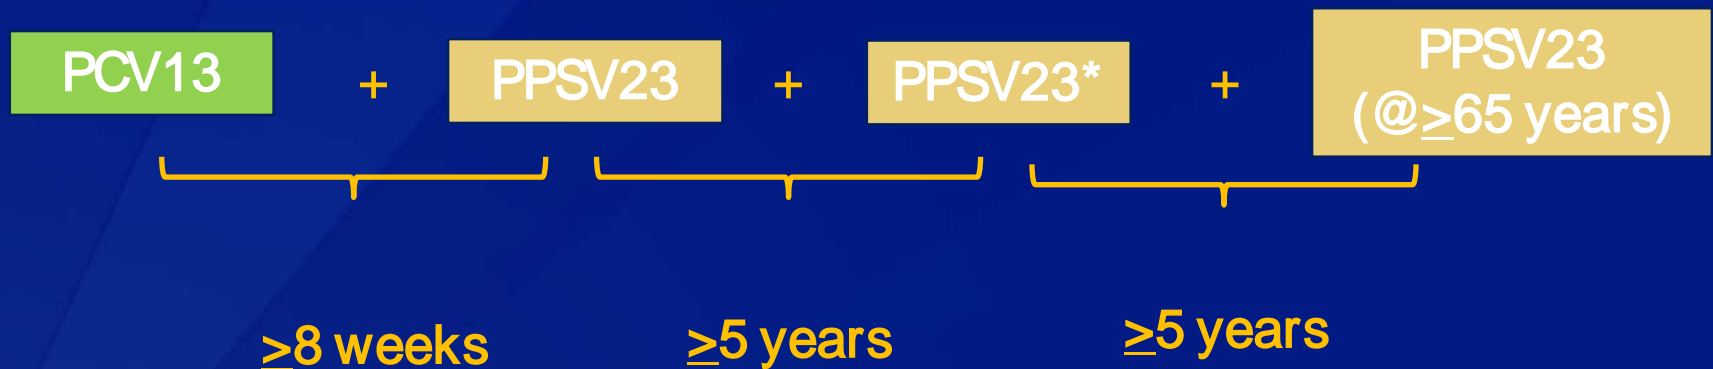 PCV13 + PPSV23 + PPSV23* + PPSV23
(@≥65 years)
≥8 weeks ≥5 years ≥5 years